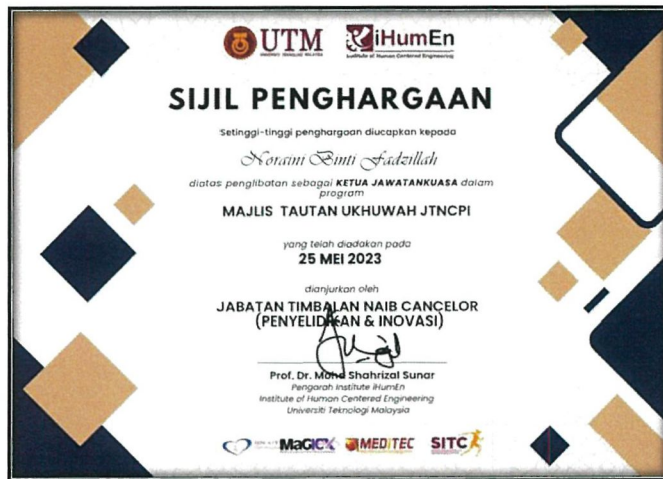 UTM
UNIVERSITI TEKNOLOGI MALAYSIA
iHumEn
Institute of Human Centered Engineering
SIJIL PENGHARGAAN
Setinggi-tinggi penghargaan diucapkan kepada
Noraini Binti Fadzillah
diatas penglibatan sebagai KETUA JAWATANKUASA dalam
program
MAJLIS TAUTAN UKHUWAH JTNCPI
yang telah diadakan pada
25 MEI 2023
dianjurkan oleh
JABATAN TIMBALAN NAIB CANCELOR
(PENYELIDIKAN & INOVASI)
Prof. Dr. Mohd Shahrizal Sunar
Pengarah Institute iHumEn
Institute of Human Centered Engineering
Universiti Teknologi Malaysia
MaGICX
MEDITEC
SITC